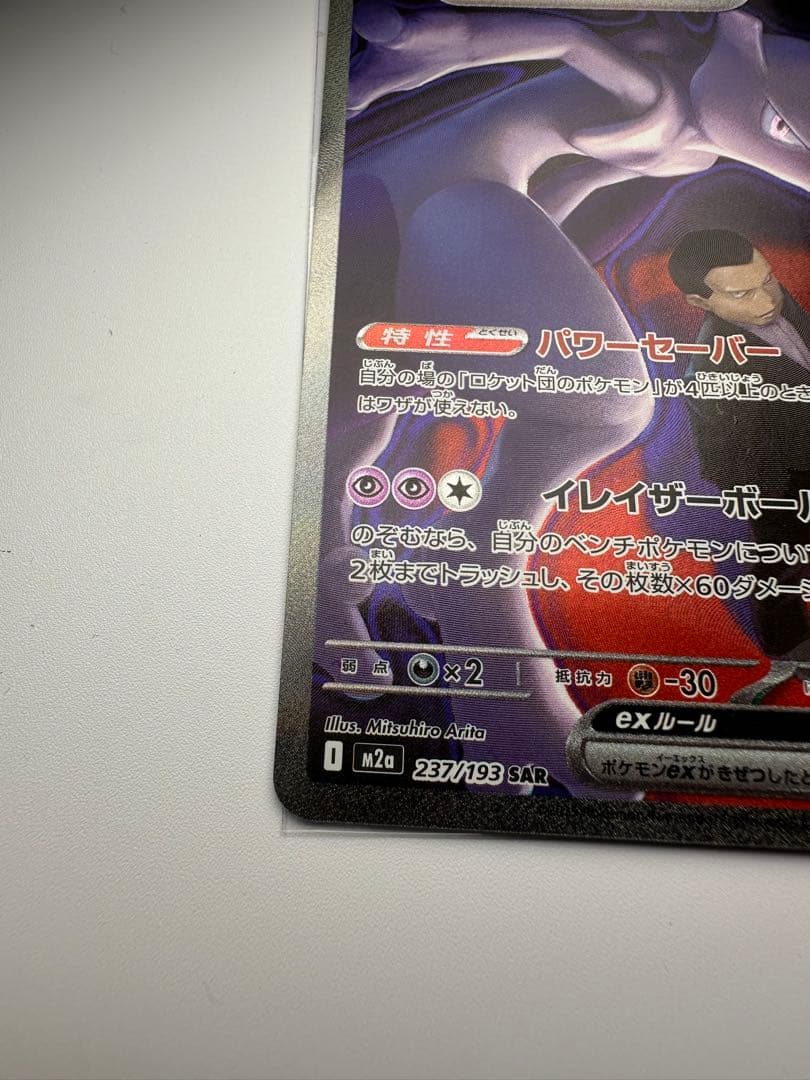 特性 とくせい パワーセーバー
自分の場の「ロケット団のポケモン」が4匹以上のとき
はワザが使えない。
イレイザーボール
のぞむなら、自分のベンチポケモンについ
2枚までトラッシュし、その枚数×60ダメージ
弱点 ×2 抵抗力 -30
Illus. Mitsuhiro Arita
exルール
I M2a 237/193 SAR
ポケモンexがきぜつしたと